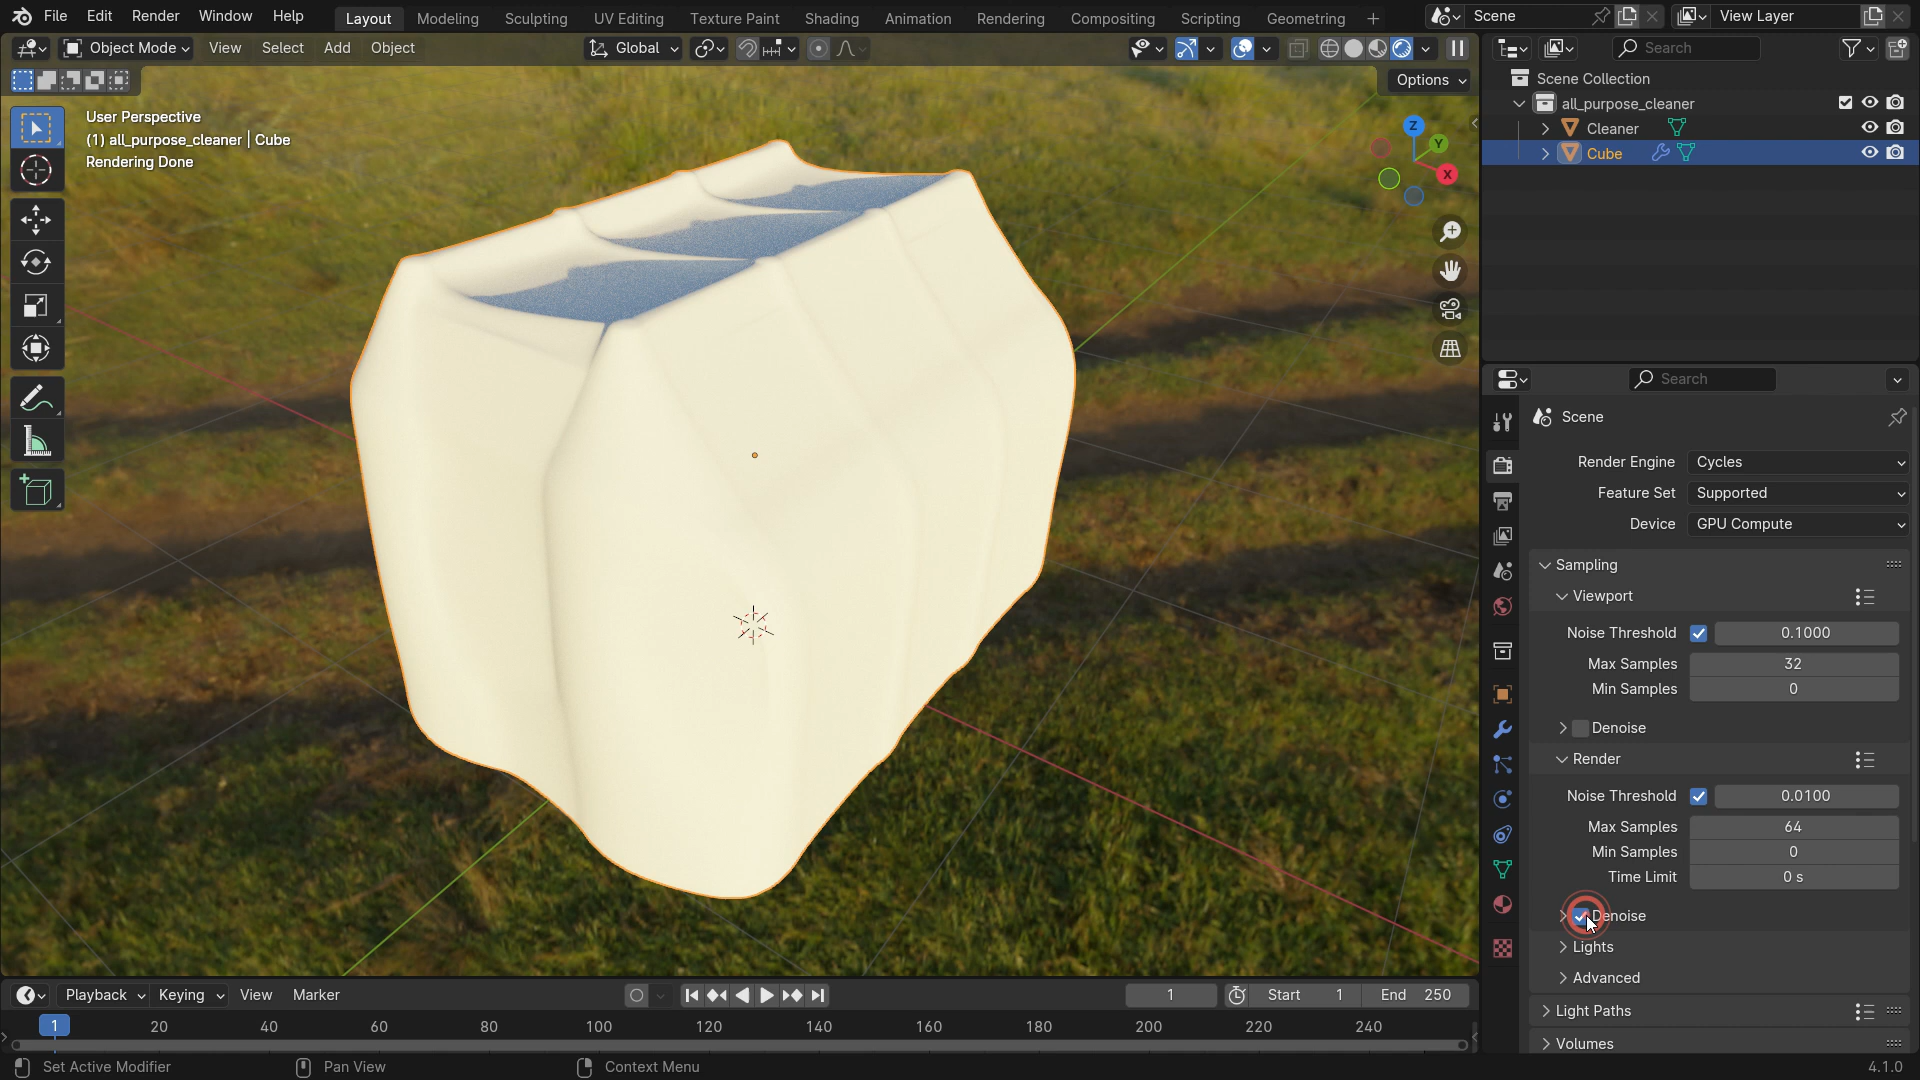 File Edit Render Window Help Layout Modeling Sculpting UV Editing Texture Paint Shading Animation Rendering Compositing Scripting Geometring + Scene View Layer
Object Mode View Select Add Object Global Search
Options
User Perspective
(1) all_purpose_cleaner | Cube
Rendering Done
Z
Y
X
Scene Collection
all_purpose_cleaner
Cleaner
Cube
Search
Scene
Render Engine Cycles
Feature Set Supported
Device GPU Compute
Sampling
Viewport
Noise Threshold 0.1000
Max Samples 32
Min Samples 0
Denoise
Render
Noise Threshold 0.0100
Max Samples 64
Min Samples 0
Time Limit 0 s
Denoise
Lights
Advanced
Light Paths
Volumes
Playback Keying View Marker 1 Start 1 End 250
1 20 40 60 80 100 120 140 160 180 200 220 240
Set Active Modifier Pan View Context Menu 4.1.0